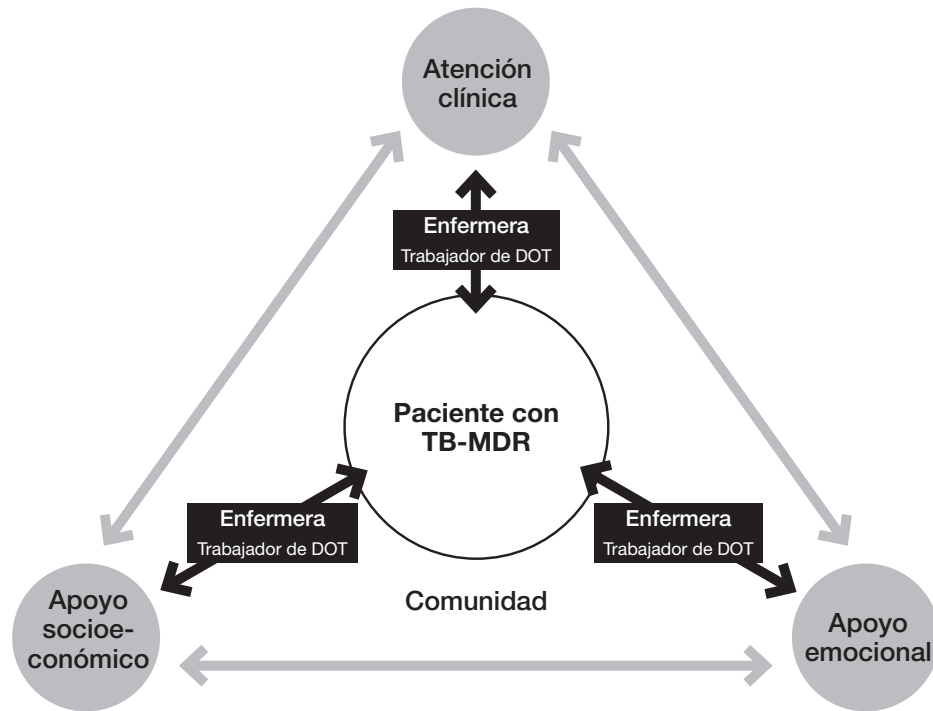 Atención
clínica
Enfermera
Trabajador de DOT
Paciente con
TB-MDR
Enfermera
Trabajador de DOT
Enfermera
Trabajador de DOT
Comunidad
Apoyo
socioe-
conómico
Apoyo
emocional